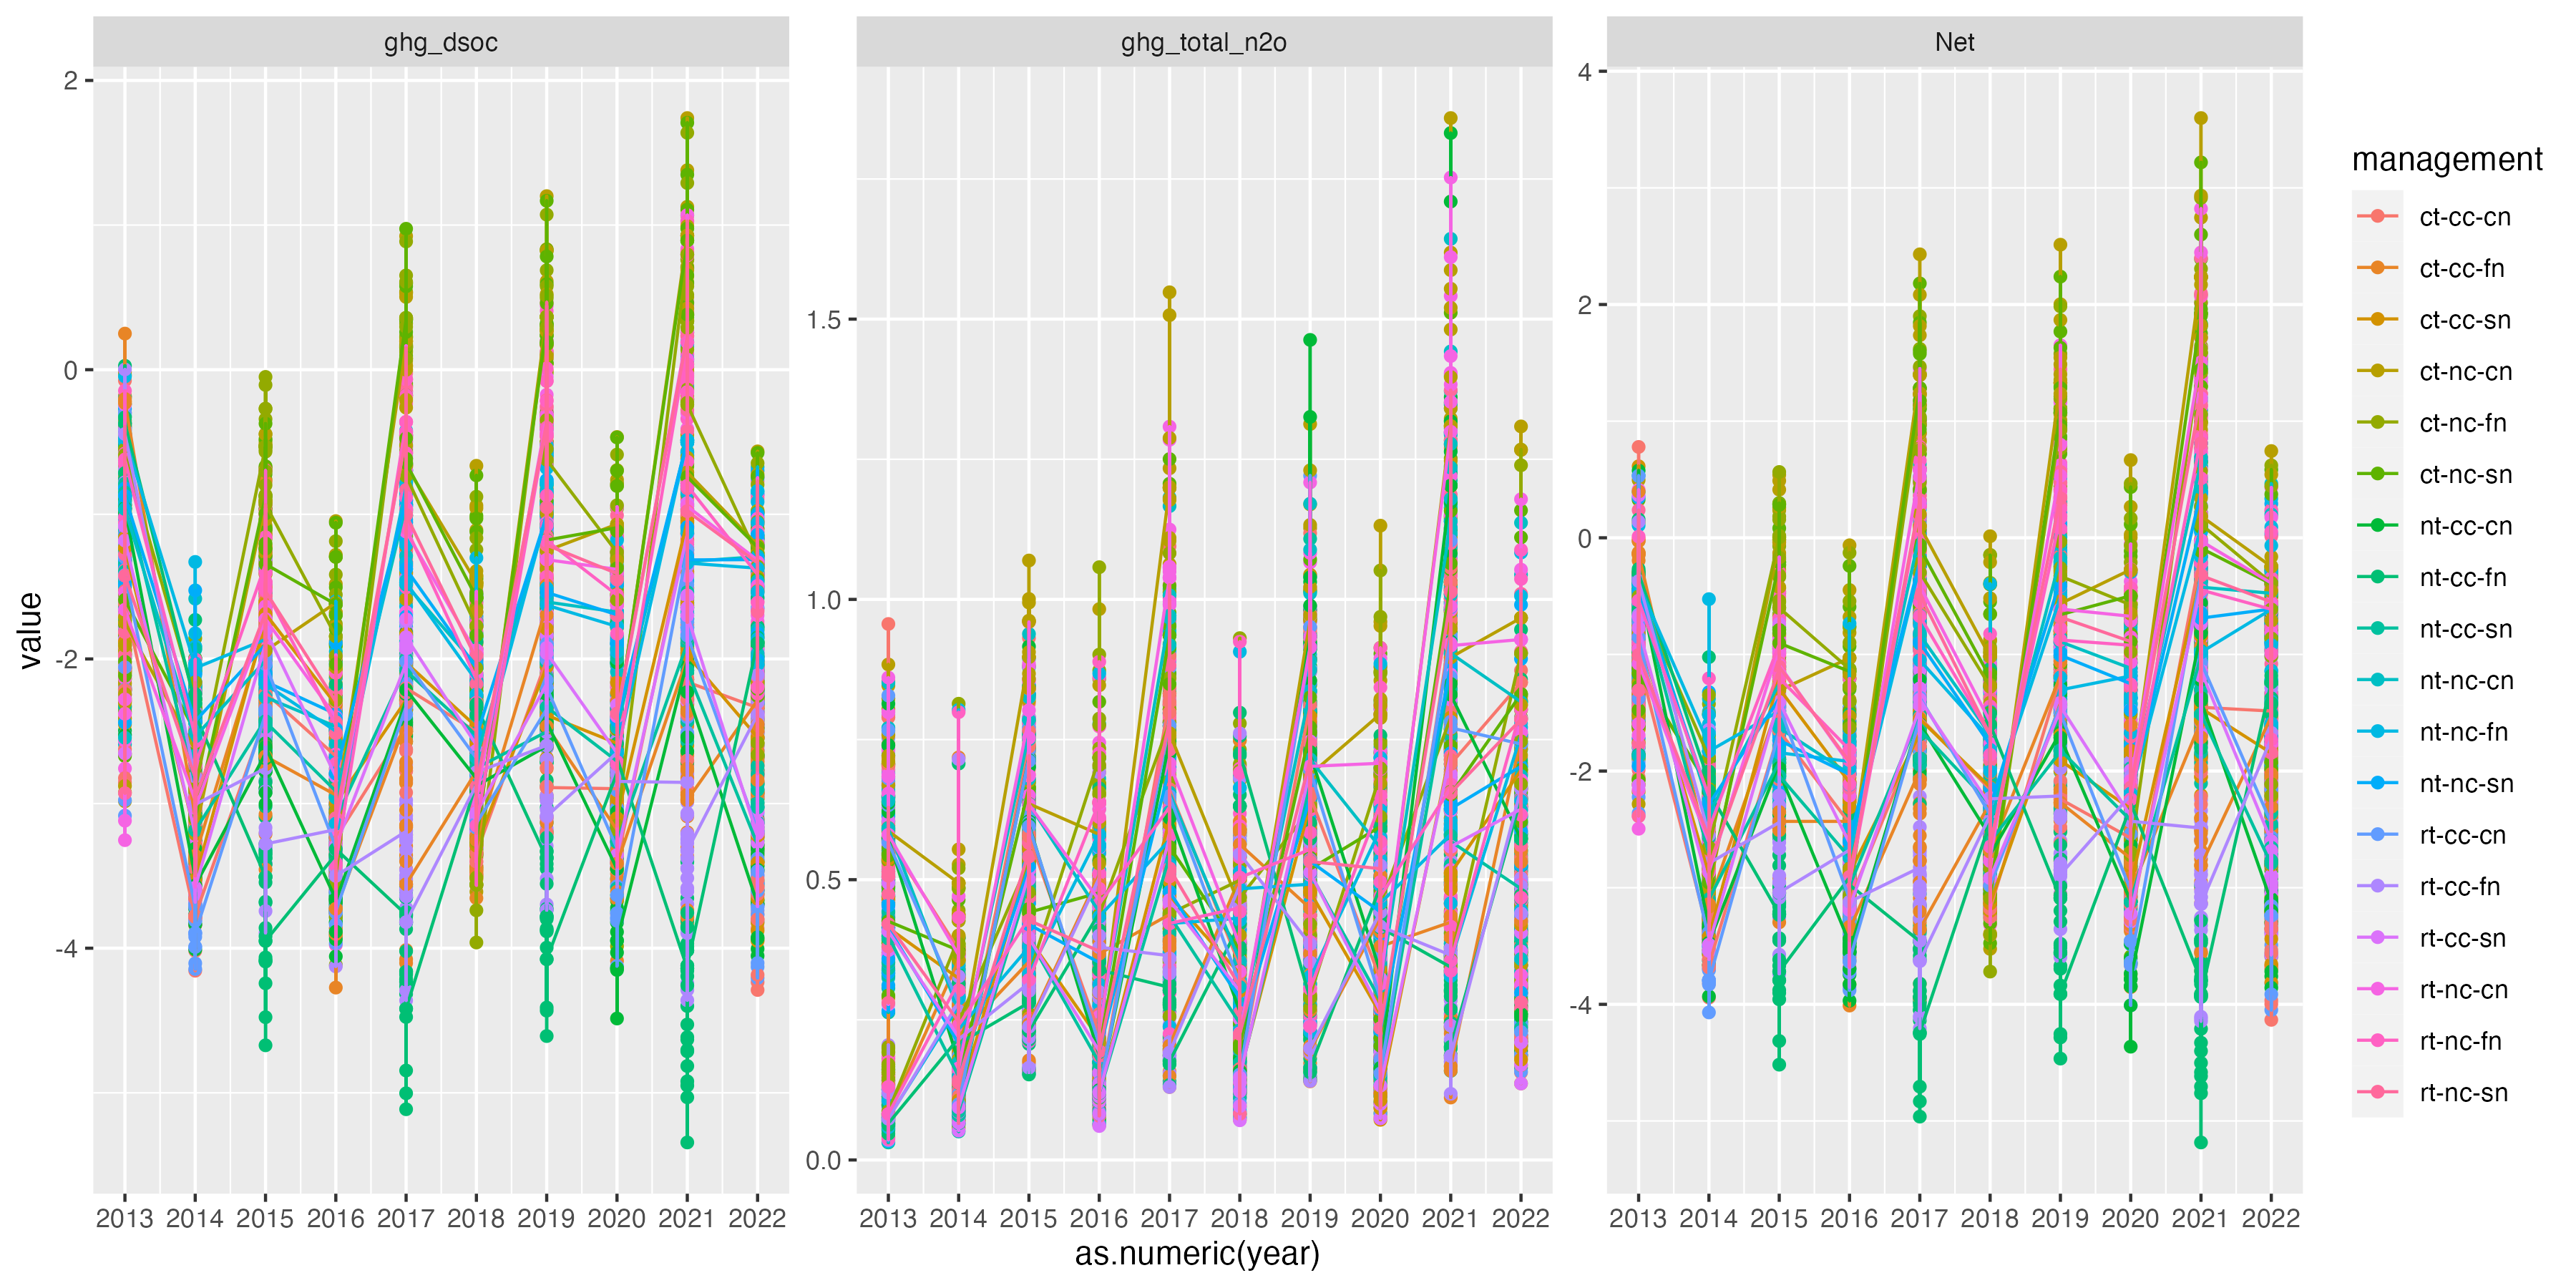 ghg_dsoc
ghg_total_n2o
Net
value
2
0
-2
-4
1.5
1.0
0.5
0.0
4
2
0
-2
-4
2013 2014 2015 2016 2017 2018 2019 2020 2021 2022
2013 2014 2015 2016 2017 2018 2019 2020 2021 2022
2013 2014 2015 2016 2017 2018 2019 2020 2021 2022
as.numeric(year)
management
ct-cc-cn
ct-cc-fn
ct-cc-sn
ct-nc-cn
ct-nc-fn
ct-nc-sn
nt-cc-cn
nt-cc-fn
nt-cc-sn
nt-nc-cn
nt-nc-fn
nt-nc-sn
rt-cc-cn
rt-cc-fn
rt-cc-sn
rt-nc-cn
rt-nc-fn
rt-nc-sn